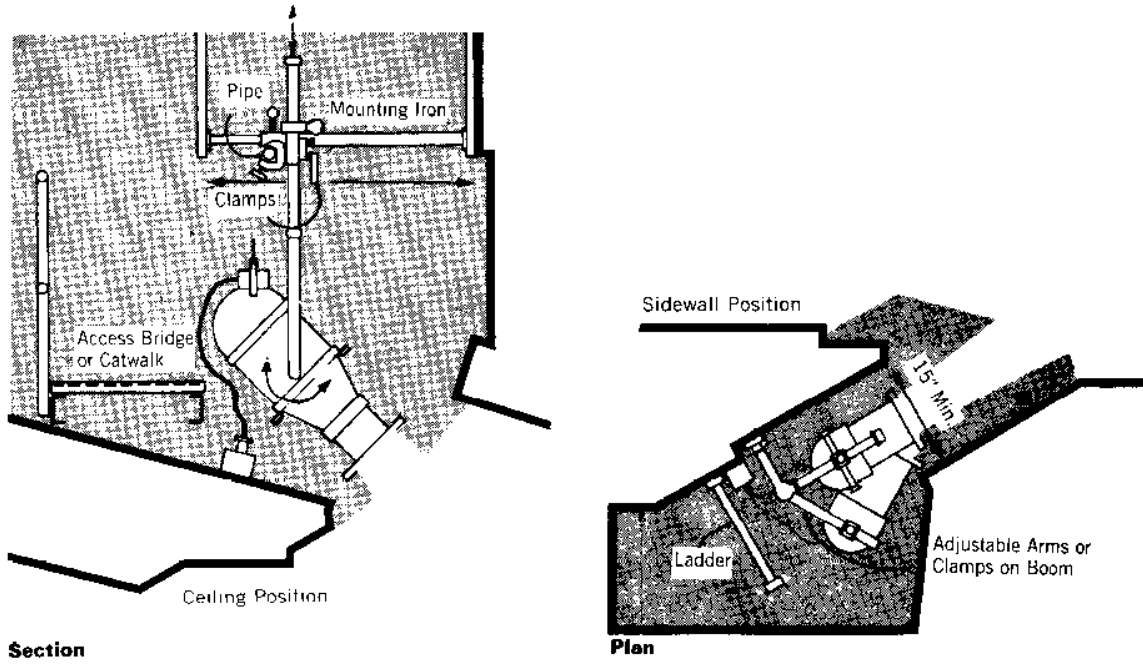 Pipe
Mounting Iron
Clamps
Access Bridge
or Catwalk
Ceiling Position
Section
Sidewall Position
15" Min.
Ladder
Adjustable Arms or
Clamps on Boom
Plan